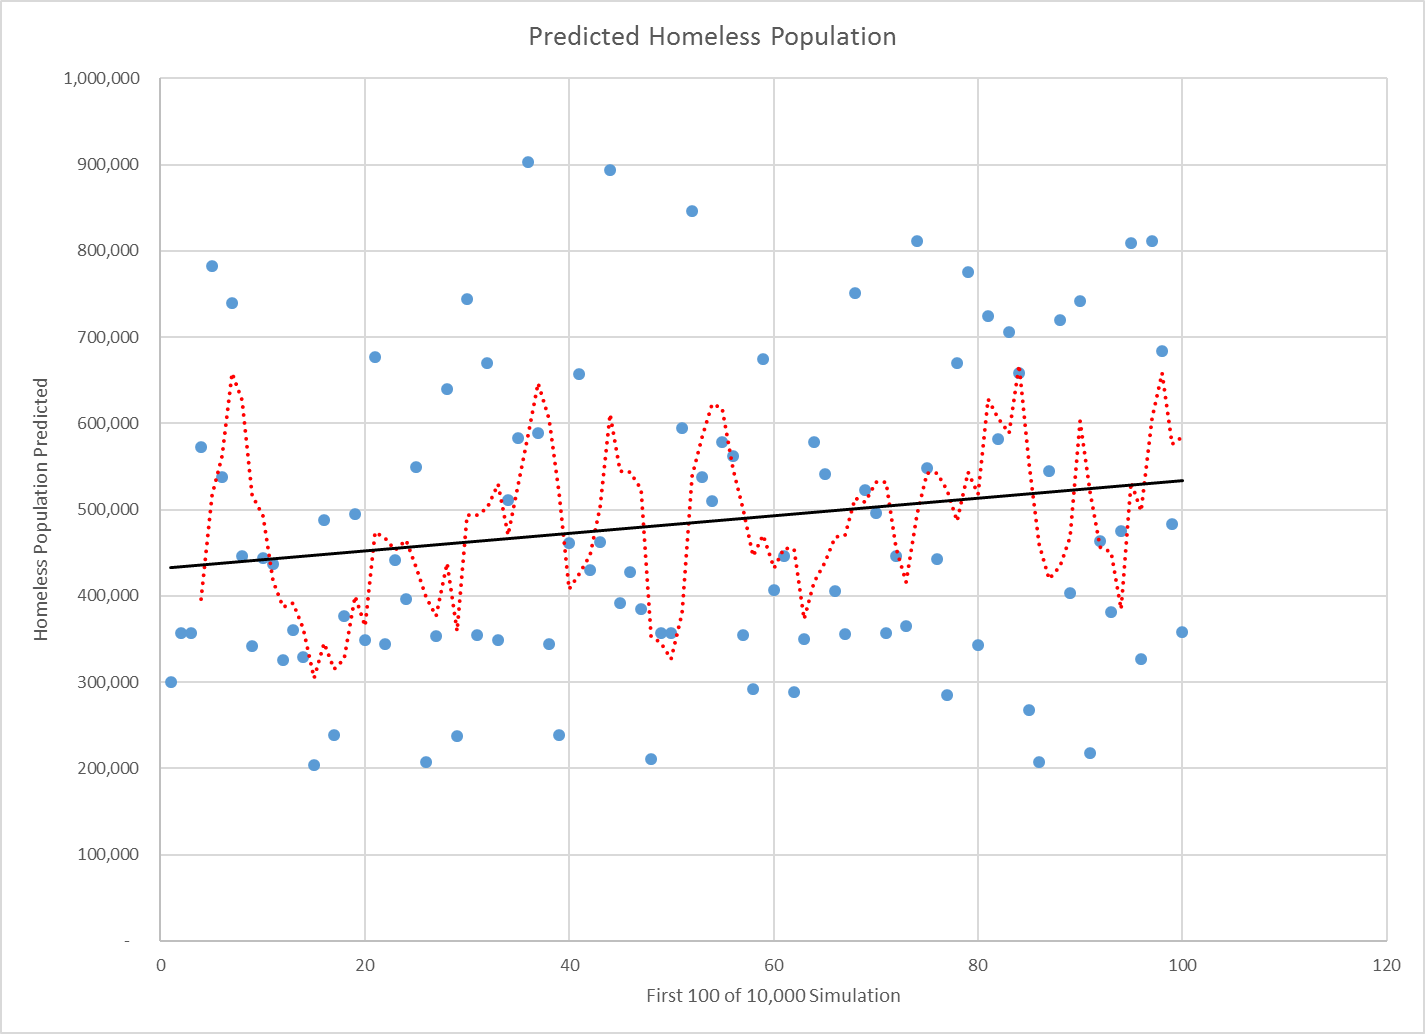 Predicted Homeless Population
1,000,000
900,000
800,000
700,000
600,000
500,000
400,000
300,000
200,000
100,000
-
Homeless Population Predicted
0 20 40 60 80 100 120
First 100 of 10,000 Simulation